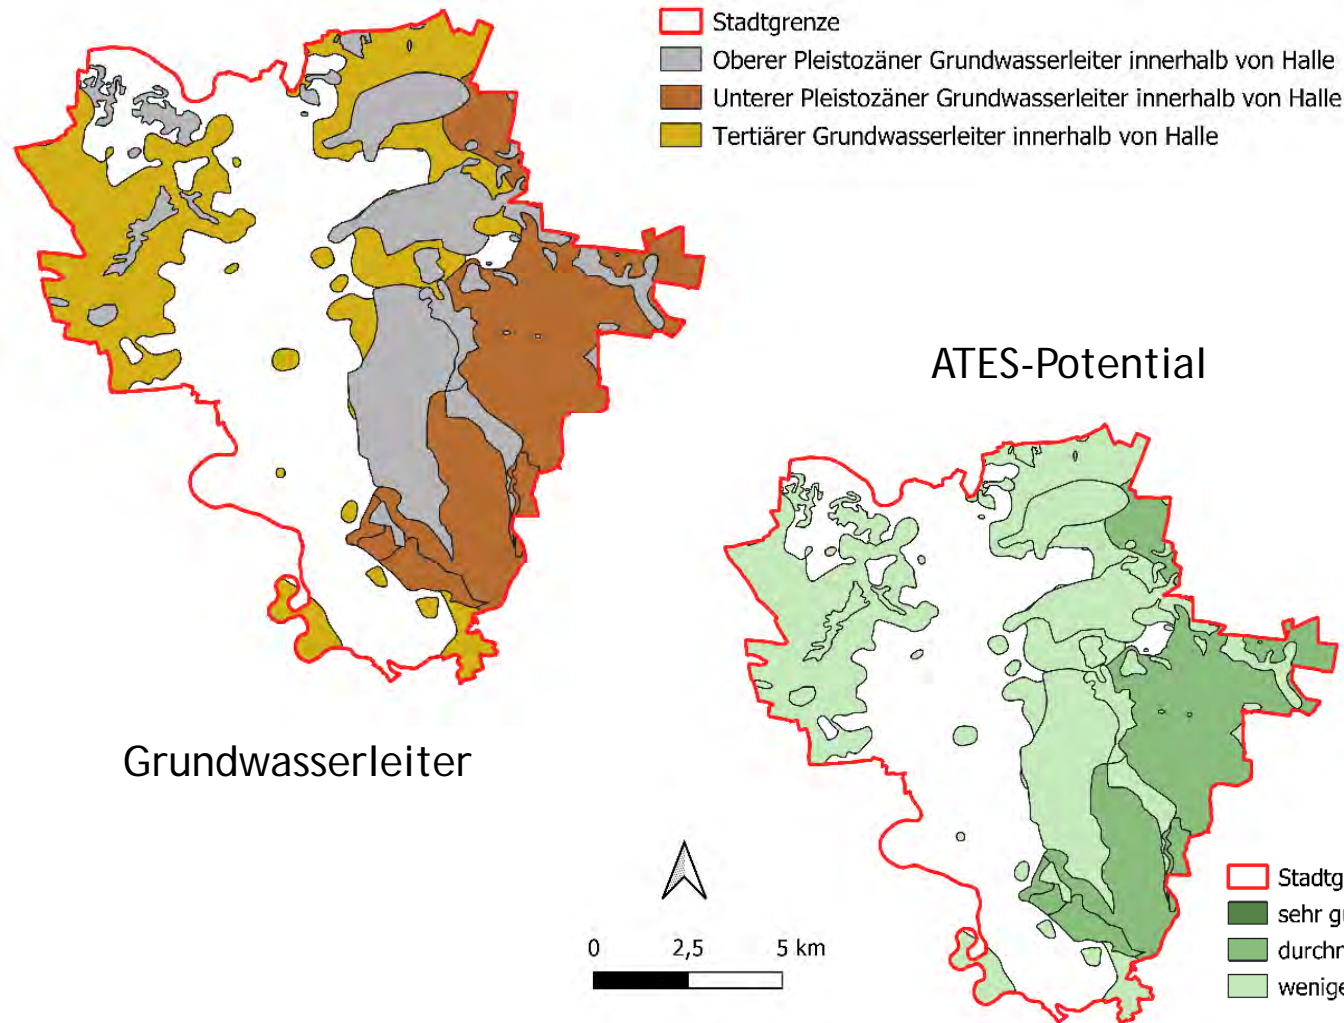 Stadtgrenze
Oberer Pleistozäner Grundwasserleiter innerhalb von Halle
Unterer Pleistozäner Grundwasserleiter innerhalb von Halle
Tertiärer Grundwasserleiter innerhalb von Halle
ATES-Potential
Grundwasserleiter
0 2,5 5 km
sehr